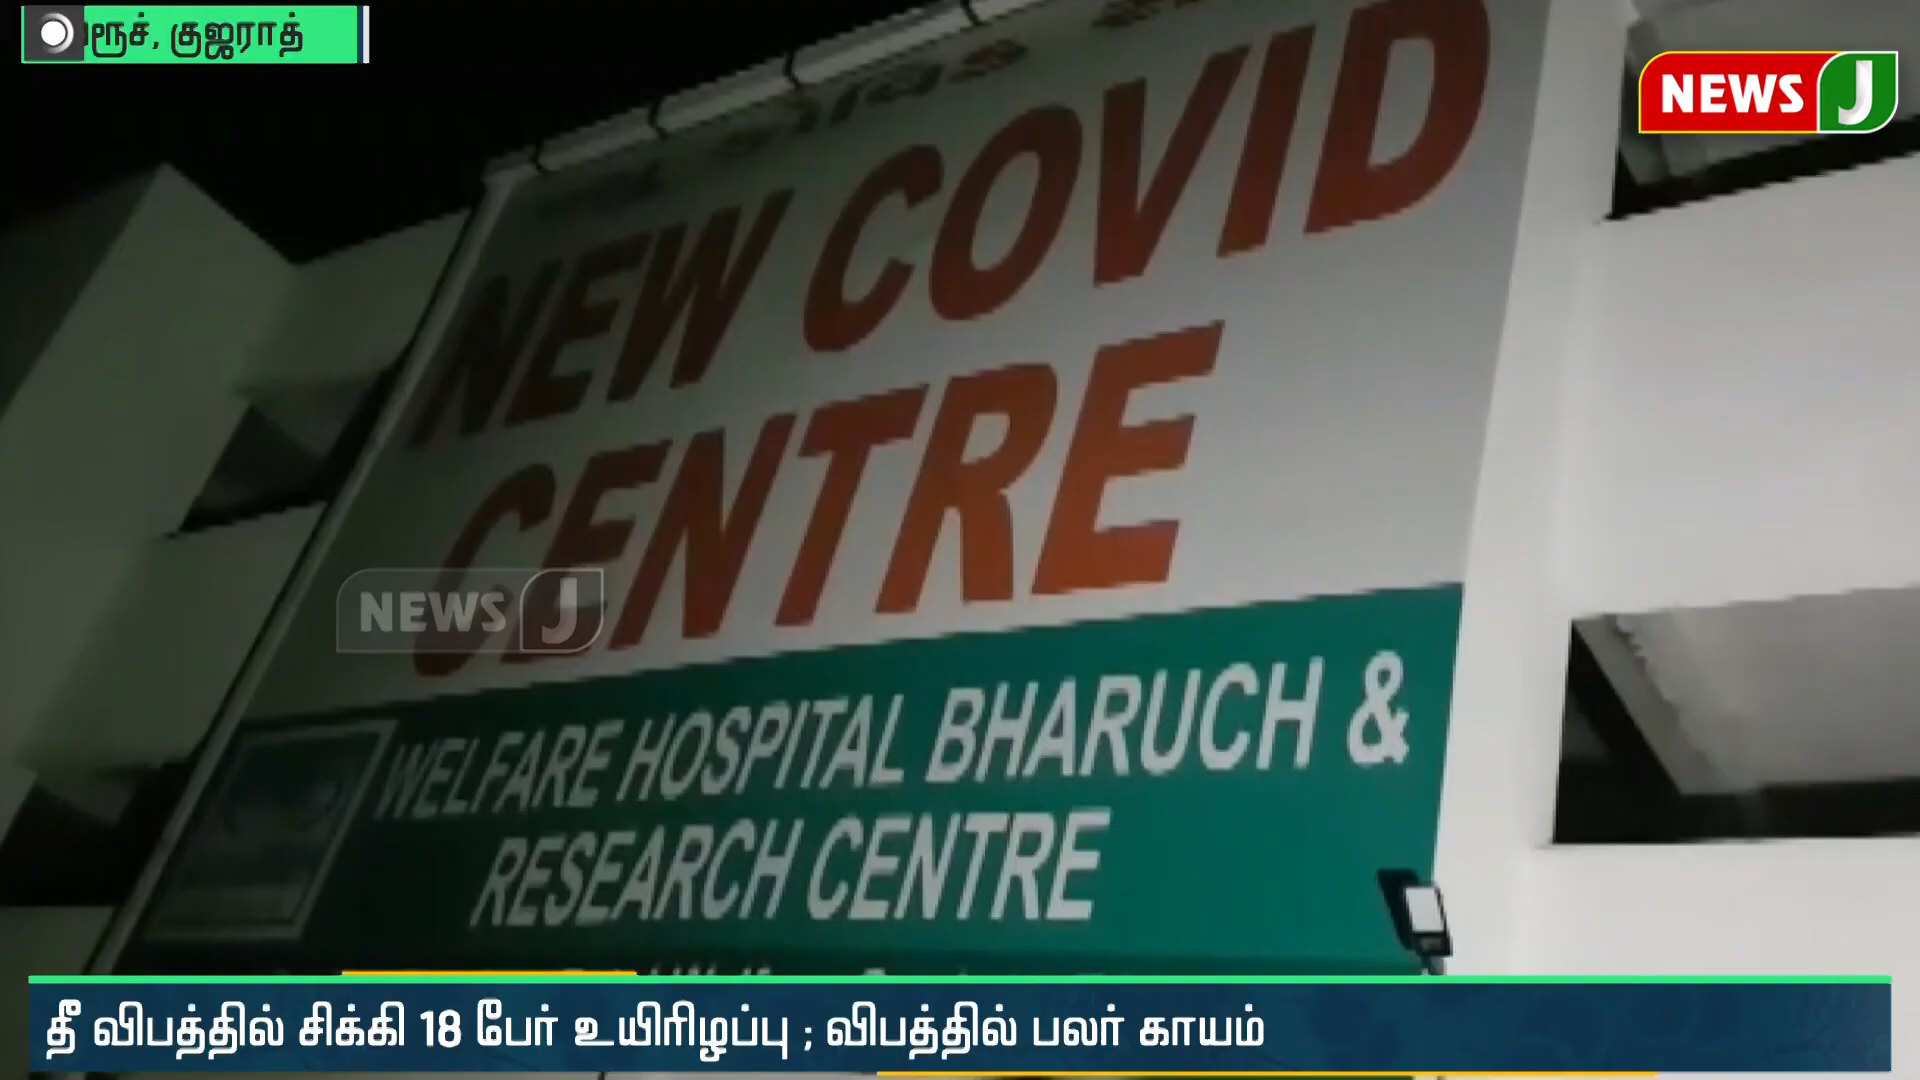 குஜராத்
NEWS J
NEW COVID
CENTRE
NEWS J
WELFARE HOSPITAL BHARUCH &
RESEARCH CENTRE
தீ விபத்தில் சிக்கி 18 பேர் உயிரிழப்பு ; விபத்தில் பலர் காயம்